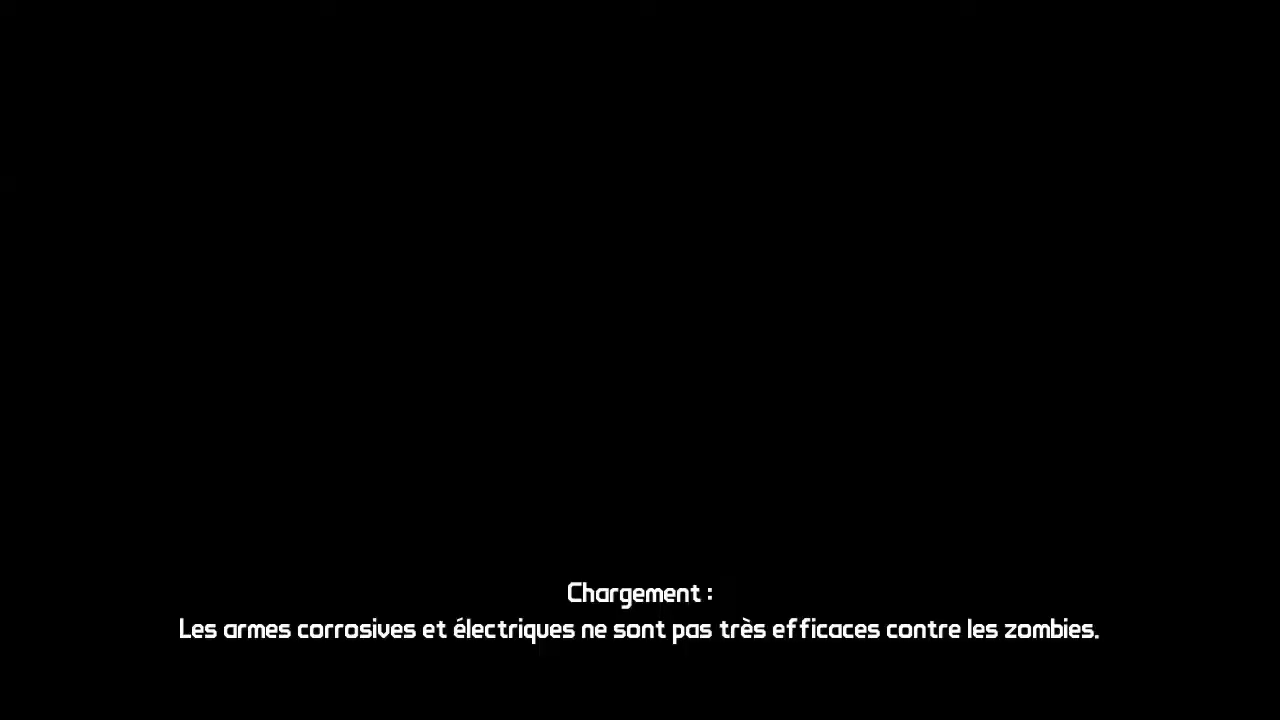 Chargement :
Les armes corrosives et électriques ne sont pas très efficaces contre les zombies.